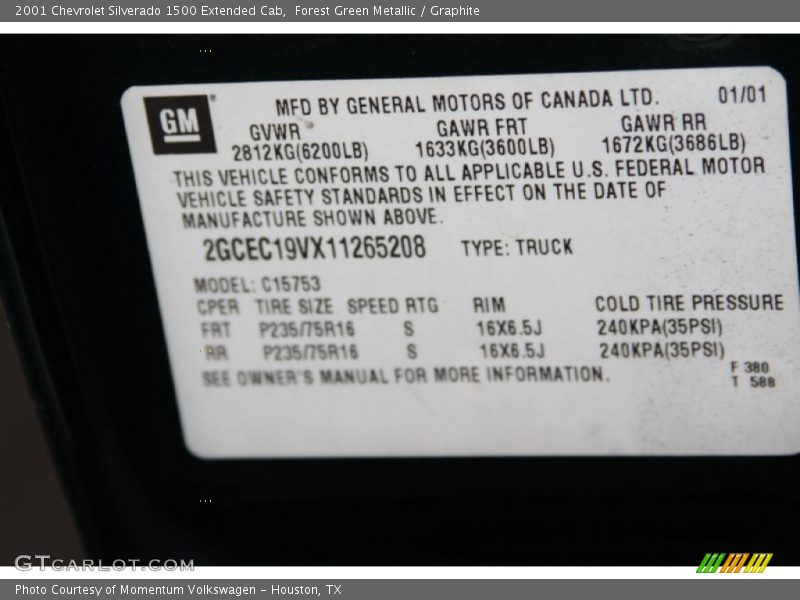 2001 Chevrolet Silverado 1500 Extended Cab, Forest Green Metallic / Graphite
GM
MFD BY GENERAL MOTORS OF CANADA LTD. 01/01
GVWR GAWR FRT GAWR RR
2812KG(6200LB) 1633KG(3600LB) 1672KG(3686LB)
THIS VEHICLE CONFORMS TO ALL APPLICABLE U.S. FEDERAL MOTOR
VEHICLE SAFETY STANDARDS IN EFFECT ON THE DATE OF
MANUFACTURE SHOWN ABOVE.
2GCEC19VX11265208 TYPE: TRUCK
MODEL: C15753
CPER TIRE SIZE SPEED RTG RIM COLD TIRE PRESSURE
FRT P235/75R16 S 16X6.5J 240KPA(35PSI)
RR P235/75R16 S 16X6.5J 240KPA(35PSI)
SEE OWNER'S MANUAL FOR MORE INFORMATION.
F 380
T 588
GTCARLOT.COM
Photo Courtesy of Momentum Volkswagen - Houston, TX